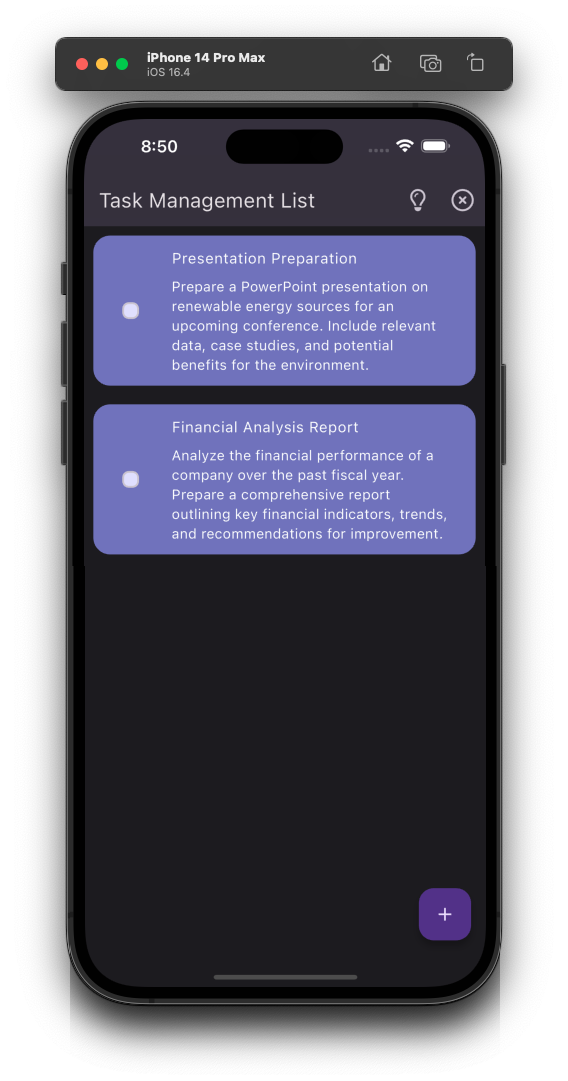 iPhone 14 Pro Max
iOS 16.4
8:50
Task Management List
Presentation Preparation
Prepare a PowerPoint presentation on
renewable energy sources for an
upcoming conference. Include relevant
data, case studies, and potential
benefits for the environment.
Financial Analysis Report
Analyze the financial performance of a
company over the past fiscal year.
Prepare a comprehensive report
outlining key financial indicators, trends,
and recommendations for improvement.
+